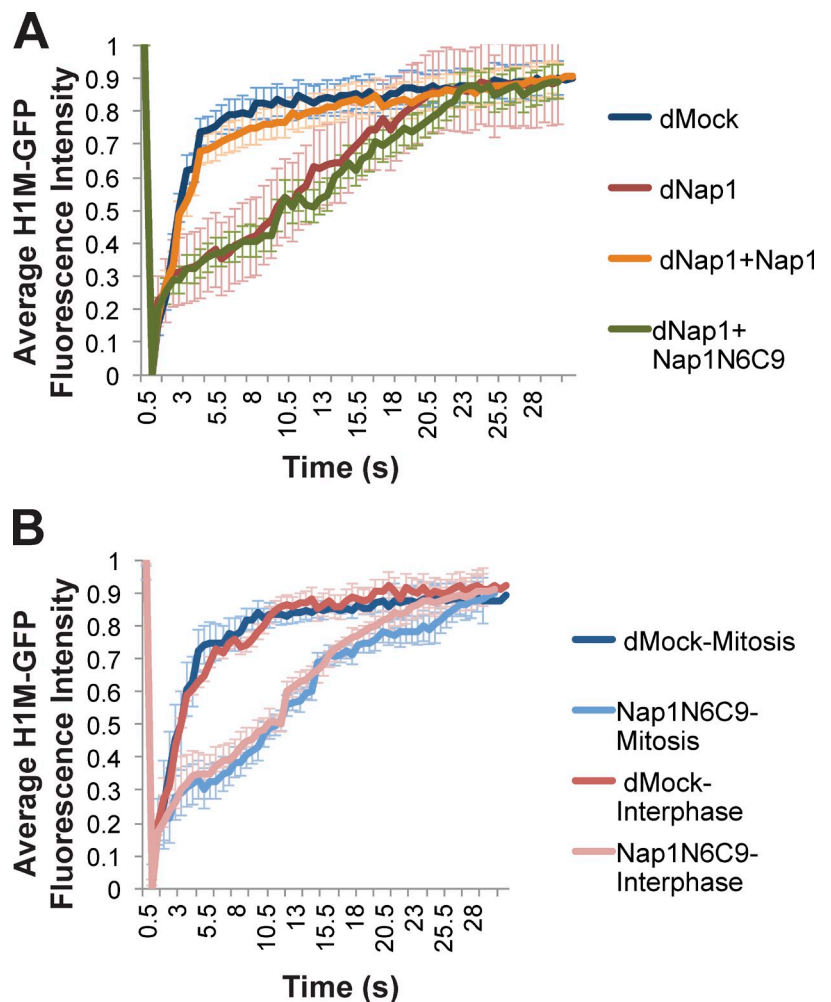 A
1
0.9
0.8
0.7
0.6
0.5
0.4
0.3
0.2
0.1
0
Average H1M-GFP
Fluorescence Intensity
0.5
3
5.5
8
10.5
13
15.5
18
20.5
23
25.5
28
Time (s)
dMock
dNap1
dNap1+Nap1
dNap1+
Nap1N6C9
B
1
0.9
0.8
0.7
0.6
0.5
0.4
0.3
0.2
0.1
0
Average H1M-GFP
Fluorescence Intensity
0.5
3
5.5
8
10.5
13
15.5
18
20.5
23
25.5
28
Time (s)
dMock-Mitosis
Nap1N6C9-
Mitosis
dMock-
Interphase
Nap1N6C9-
Interphase